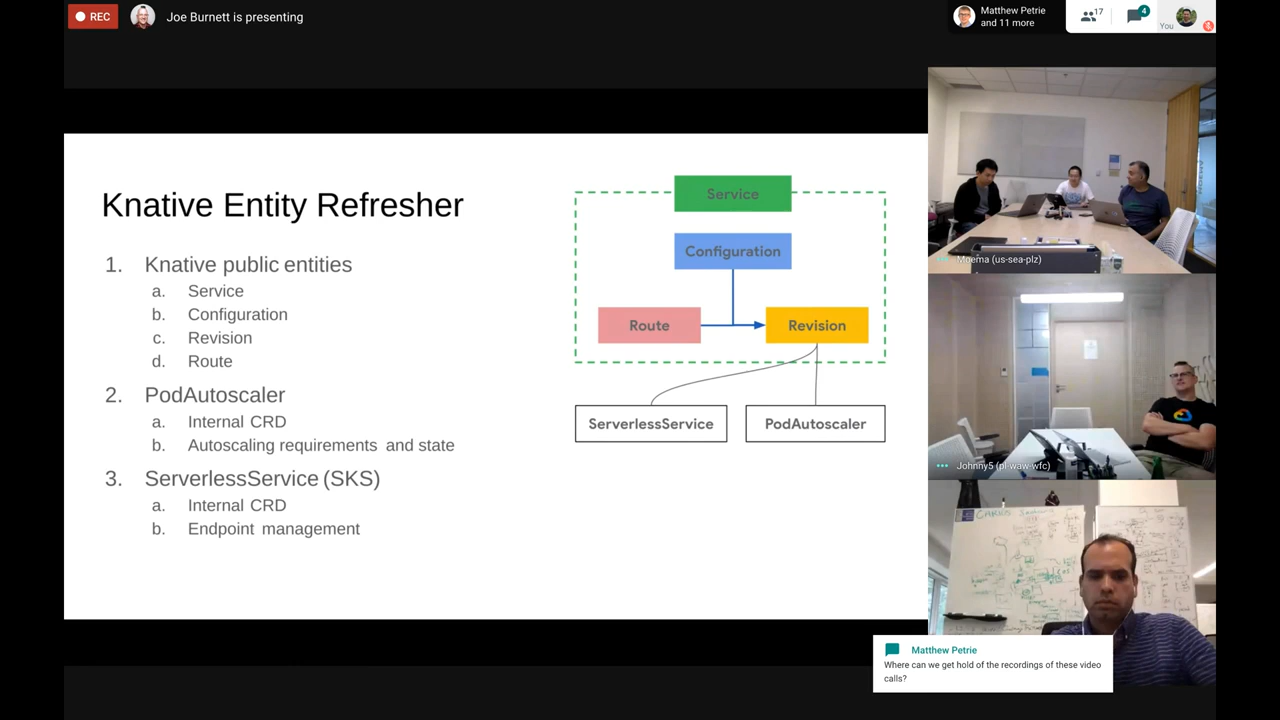 REC
Joe Burnett is presenting
Matthew Petrie
and 11 more
17
4
You
Knative Entity Refresher
1. Knative public entities
a. Service
b. Configuration
c. Revision
d. Route
2. PodAutoscaler
a. Internal CRD
b. Autoscaling requirements and state
3. ServerlessService (SKS)
a. Internal CRD
b. Endpoint management
Service
Configuration
Route
Revision
ServerlessService
PodAutoscaler
Moema (us-sea-plz)
Johnny5 (pl-waw-wfc)
Matthew Petrie
Where can we get hold of the recordings of these video
calls?